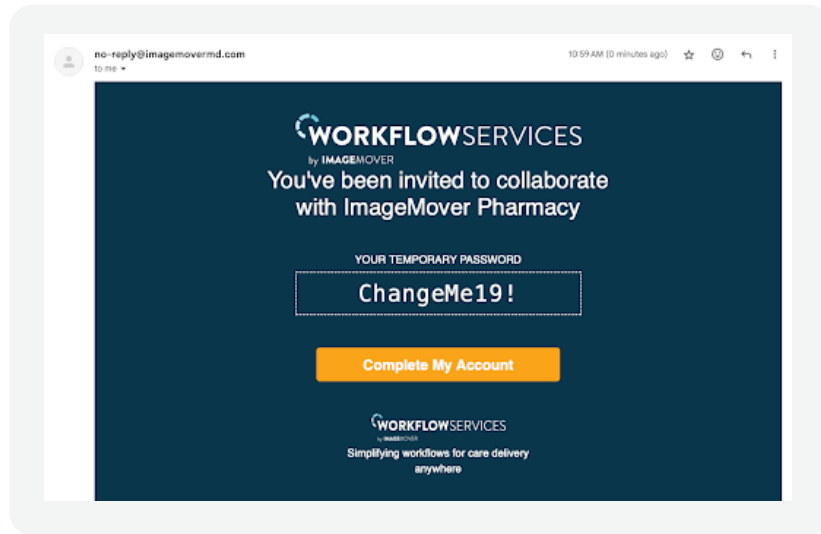 no-reply@imagemovermd.com
10:59 AM (0 minutes ago)
to me
WORKFLOWSERVICES
by IMAGEMOVER
You've been invited to collaborate
with ImageMover Pharmacy
YOUR TEMPORARY PASSWORD
ChangeMe19!
Complete My Account
WORKFLOWSERVICES
by IMAGEMOVER
Simplifying workflows for care delivery
anywhere